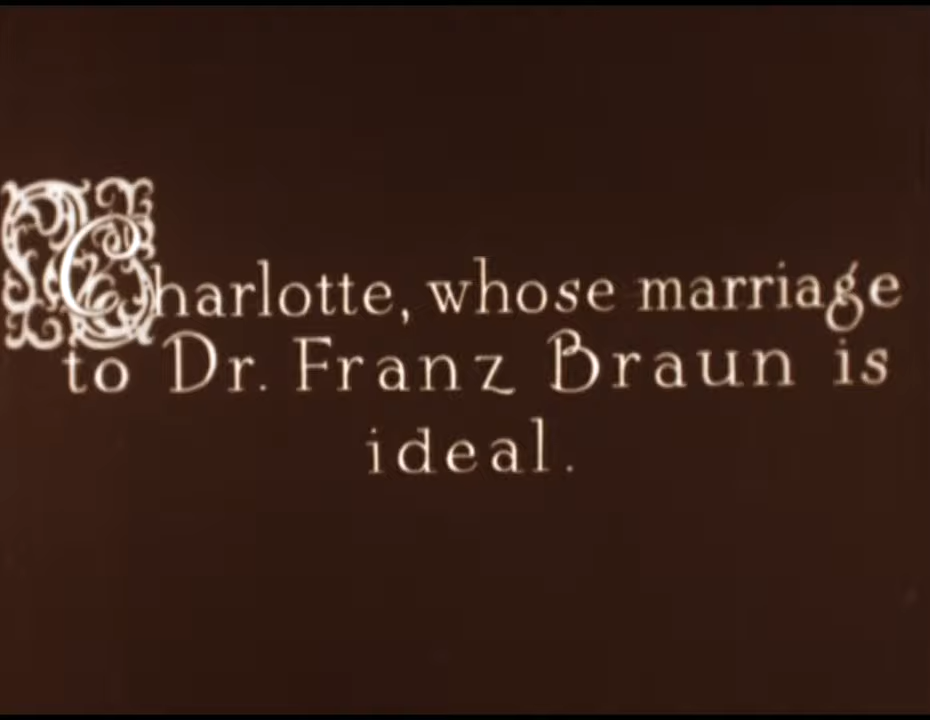 Charlotte, whose marriage
to Dr. Franz Braun is
ideal.